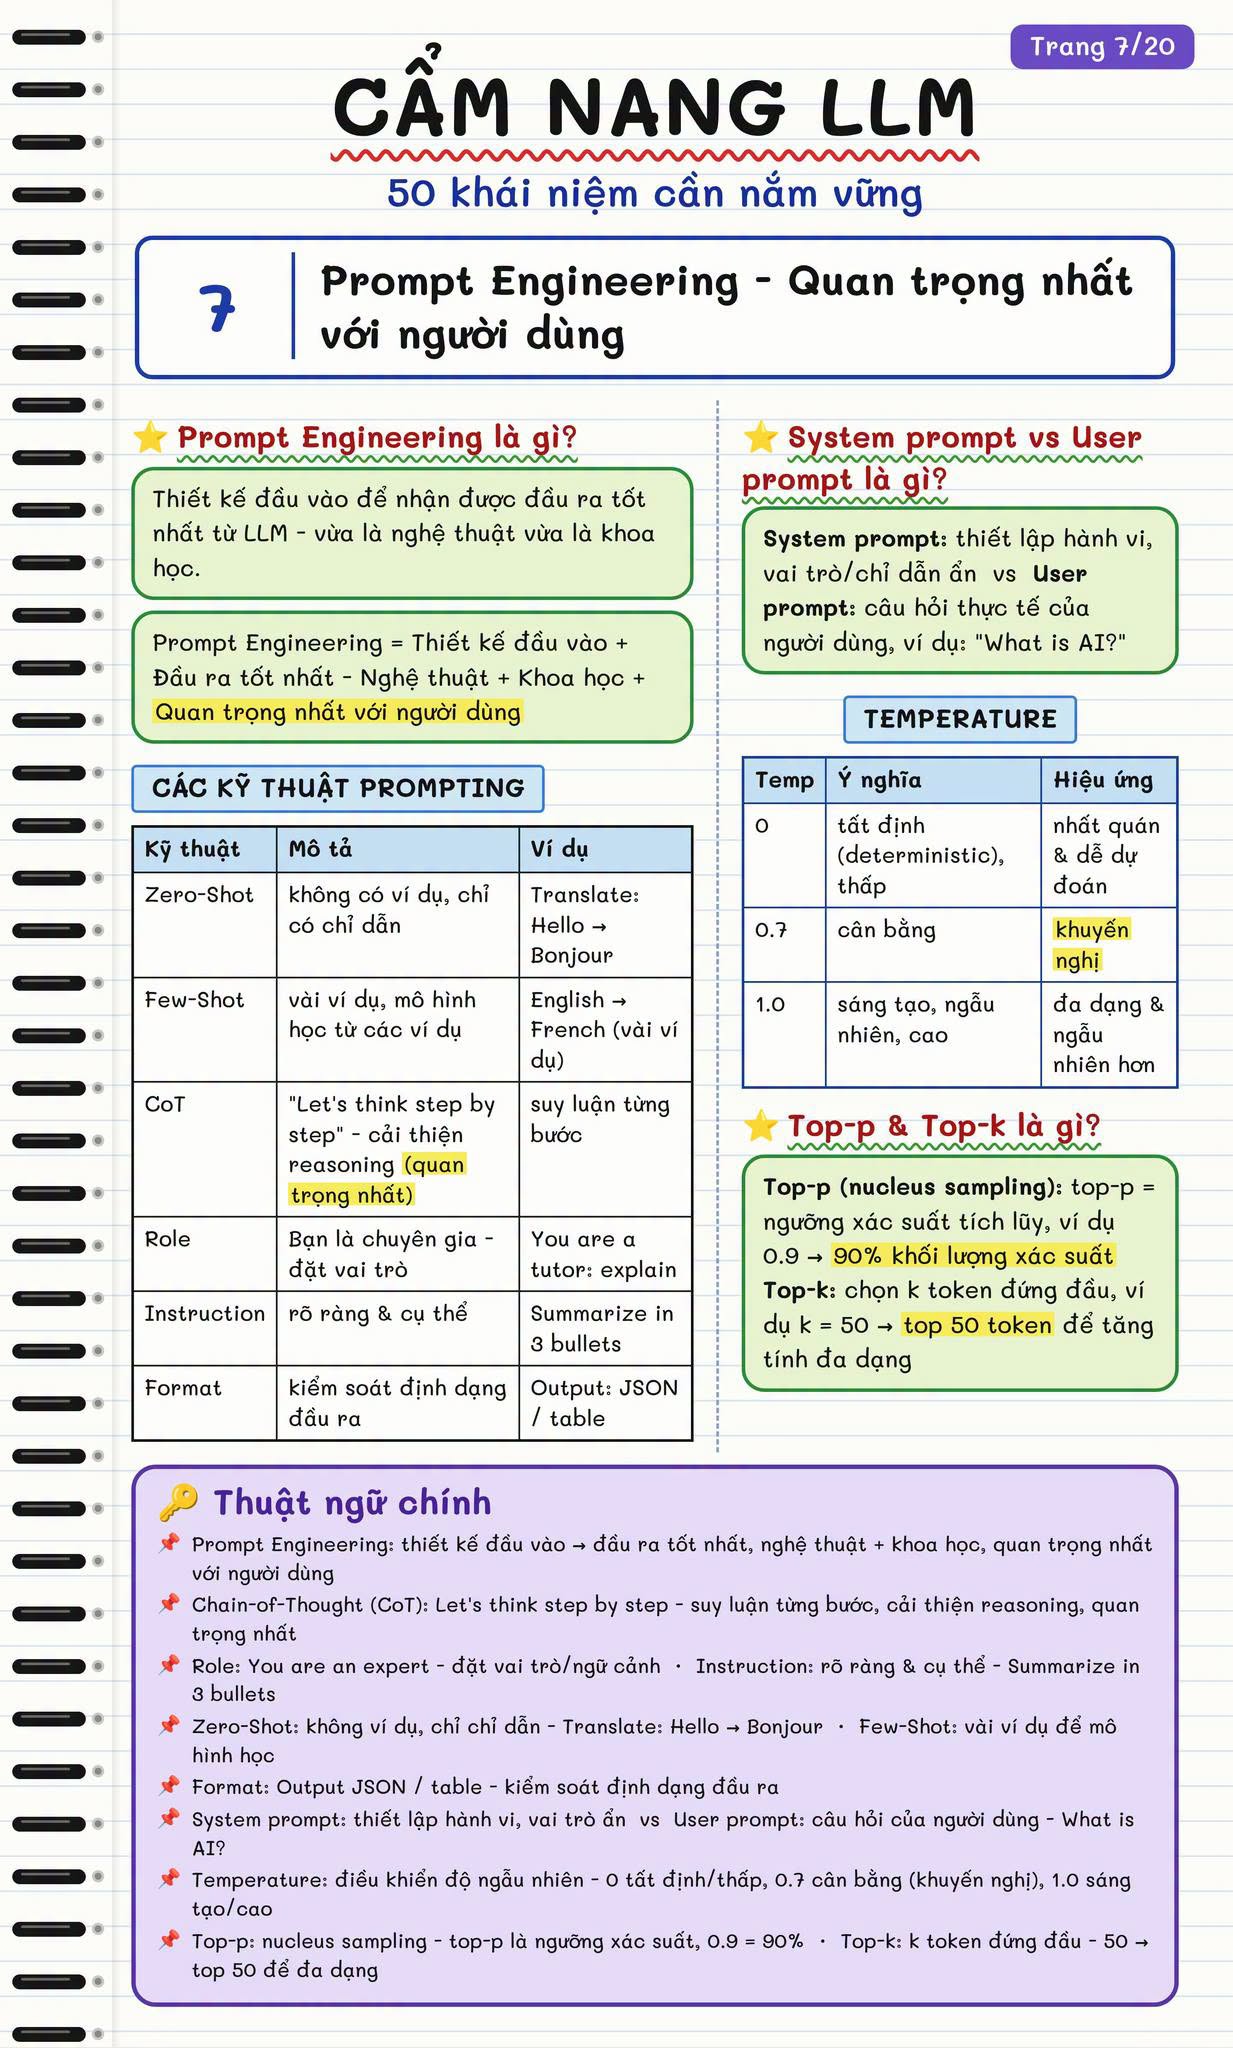 Trang 7/20
CẨM NANG LLM
50 khái niệm cần nắm vững
7
Prompt Engineering - Quan trọng nhất
với người dùng
⭐ Prompt Engineering là gì?
Thiết kế đầu vào để nhận được đầu ra tốt
nhất từ LLM - vừa là nghệ thuật vừa là khoa
học.
Prompt Engineering = Thiết kế đầu vào +
Đầu ra tốt nhất - Nghệ thuật + Khoa học +
Quan trọng nhất với người dùng
CÁC KỸ THUẬT PROMPTING
Kỹ thuật | Mô tả | Ví dụ
Zero-Shot | không có ví dụ, chỉ
có chỉ dẫn | Translate:
Hello →
Bonjour
Few-Shot | vài ví dụ, mô hình
học từ các ví dụ | English →
French (vài ví
dụ)
CoT | "Let's think step by
step" - cải thiện
reasoning (quan
trọng nhất) | suy luận từng
bước
Role | Bạn là chuyên gia -
đặt vai trò | You are a
tutor: explain
Instruction | rõ ràng & cụ thể | Summarize in
3 bullets
Format | kiểm soát định dạng
đầu ra | Output: JSON
/ table
⭐ System prompt vs User
prompt là gì?
System prompt: thiết lập hành vi,
vai trò/chỉ dẫn ẩn vs User
prompt: câu hỏi thực tế của
người dùng, ví dụ: "What is AI?"
TEMPERATURE
Temp | Ý nghĩa | Hiệu ứng
0 | tất định
(deterministic),
thấp | nhất quán
& dễ dự
đoán
0.7 | cân bằng | khuyến
nghị
1.0 | sáng tạo, ngẫu
nhiên, cao | đa dạng &
ngẫu
nhiên hơn
⭐ Top-p & Top-k là gì?
Top-p (nucleus sampling): top-p =
ngưỡng xác suất tích lũy, ví dụ
0.9 → 90% khối lượng xác suất
Top-k: chọn k token đứng đầu, ví
dụ k = 50 → top 50 token để tăng
tính đa dạng
🔑 Thuật ngữ chính
📌 Prompt Engineering: thiết kế đầu vào → đầu ra tốt nhất, nghệ thuật + khoa học, quan trọng nhất
với người dùng
📌 Chain-of-Thought (CoT): Let's think step by step - suy luận từng bước, cải thiện reasoning, quan
trọng nhất
📌 Role: You are an expert - đặt vai trò/ngữ cảnh · Instruction: rõ ràng & cụ thể - Summarize in
3 bullets
📌 Zero-Shot: không ví dụ, chỉ chỉ dẫn - Translate: Hello → Bonjour · Few-Shot: vài ví dụ để mô
hình học
📌 Format: Output JSON / table - kiểm soát định dạng đầu ra
📌 System prompt: thiết lập hành vi, vai trò ẩn vs User prompt: câu hỏi của người dùng - What is
AI?
📌 Temperature: điều khiển độ ngẫu nhiên - 0 tất định/thấp, 0.7 cân bằng (khuyến nghị), 1.0 sáng
tạo/cao
📌 Top-p: nucleus sampling - top-p là ngưỡng xác suất, 0.9 = 90% · Top-k: k token đứng đầu - 50 →
top 50 để đa dạng